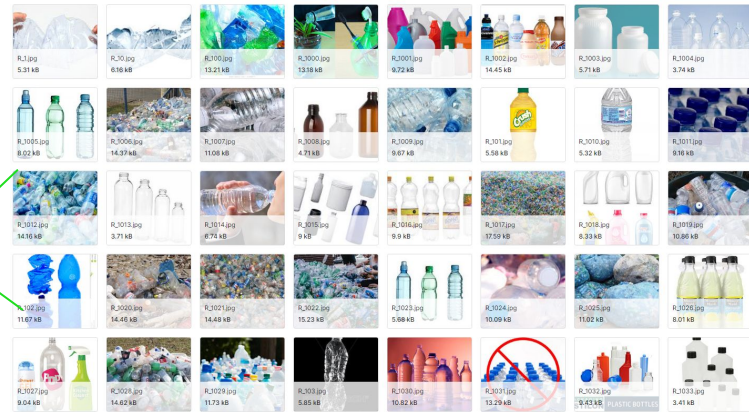 R_1.jpg
5.31 kB
R_10.jpg
6.16 kB
R_100.jpg
13.21 kB
R_1000.jpg
13.18 kB
R_1001.jpg
9.72 kB
R_1002.jpg
14.45 kB
R_1003.jpg
5.71 kB
R_1004.jpg
3.74 kB
R_1005.jpg
8.02 kB
R_1006.jpg
14.37 kB
R_1007.jpg
11.08 kB
R_1008.jpg
4.71 kB
R_1009.jpg
9.67 kB
Crush
R_101.jpg
5.58 kB
R_1010.jpg
5.32 kB
R_1011.jpg
9.16 kB
R_1012.jpg
14.16 kB
R_1013.jpg
3.71 kB
R_1014.jpg
6.74 kB
R_1015.jpg
9 kB
R_1016.jpg
9.9 kB
R_1017.jpg
17.59 kB
R_1018.jpg
8.33 kB
R_1019.jpg
10.86 kB
R_102.jpg
11.67 kB
R_1020.jpg
14.46 kB
R_1021.jpg
14.48 kB
R_1022.jpg
15.23 kB
R_1023.jpg
5.68 kB
R_1024.jpg
10.09 kB
R_1025.jpg
11.02 kB
R_1026.jpg
8.01 kB
R_1027.jpg
9.04 kB
R_1028.jpg
14.62 kB
R_1029.jpg
11.73 kB
R_103.jpg
5.85 kB
R_1030.jpg
10.82 kB
R_1031.jpg
13.29 kB
R_1032.jpg
9.43 kB
PLASTIC BOTTLES
R_1033.jpg
3.41 kB